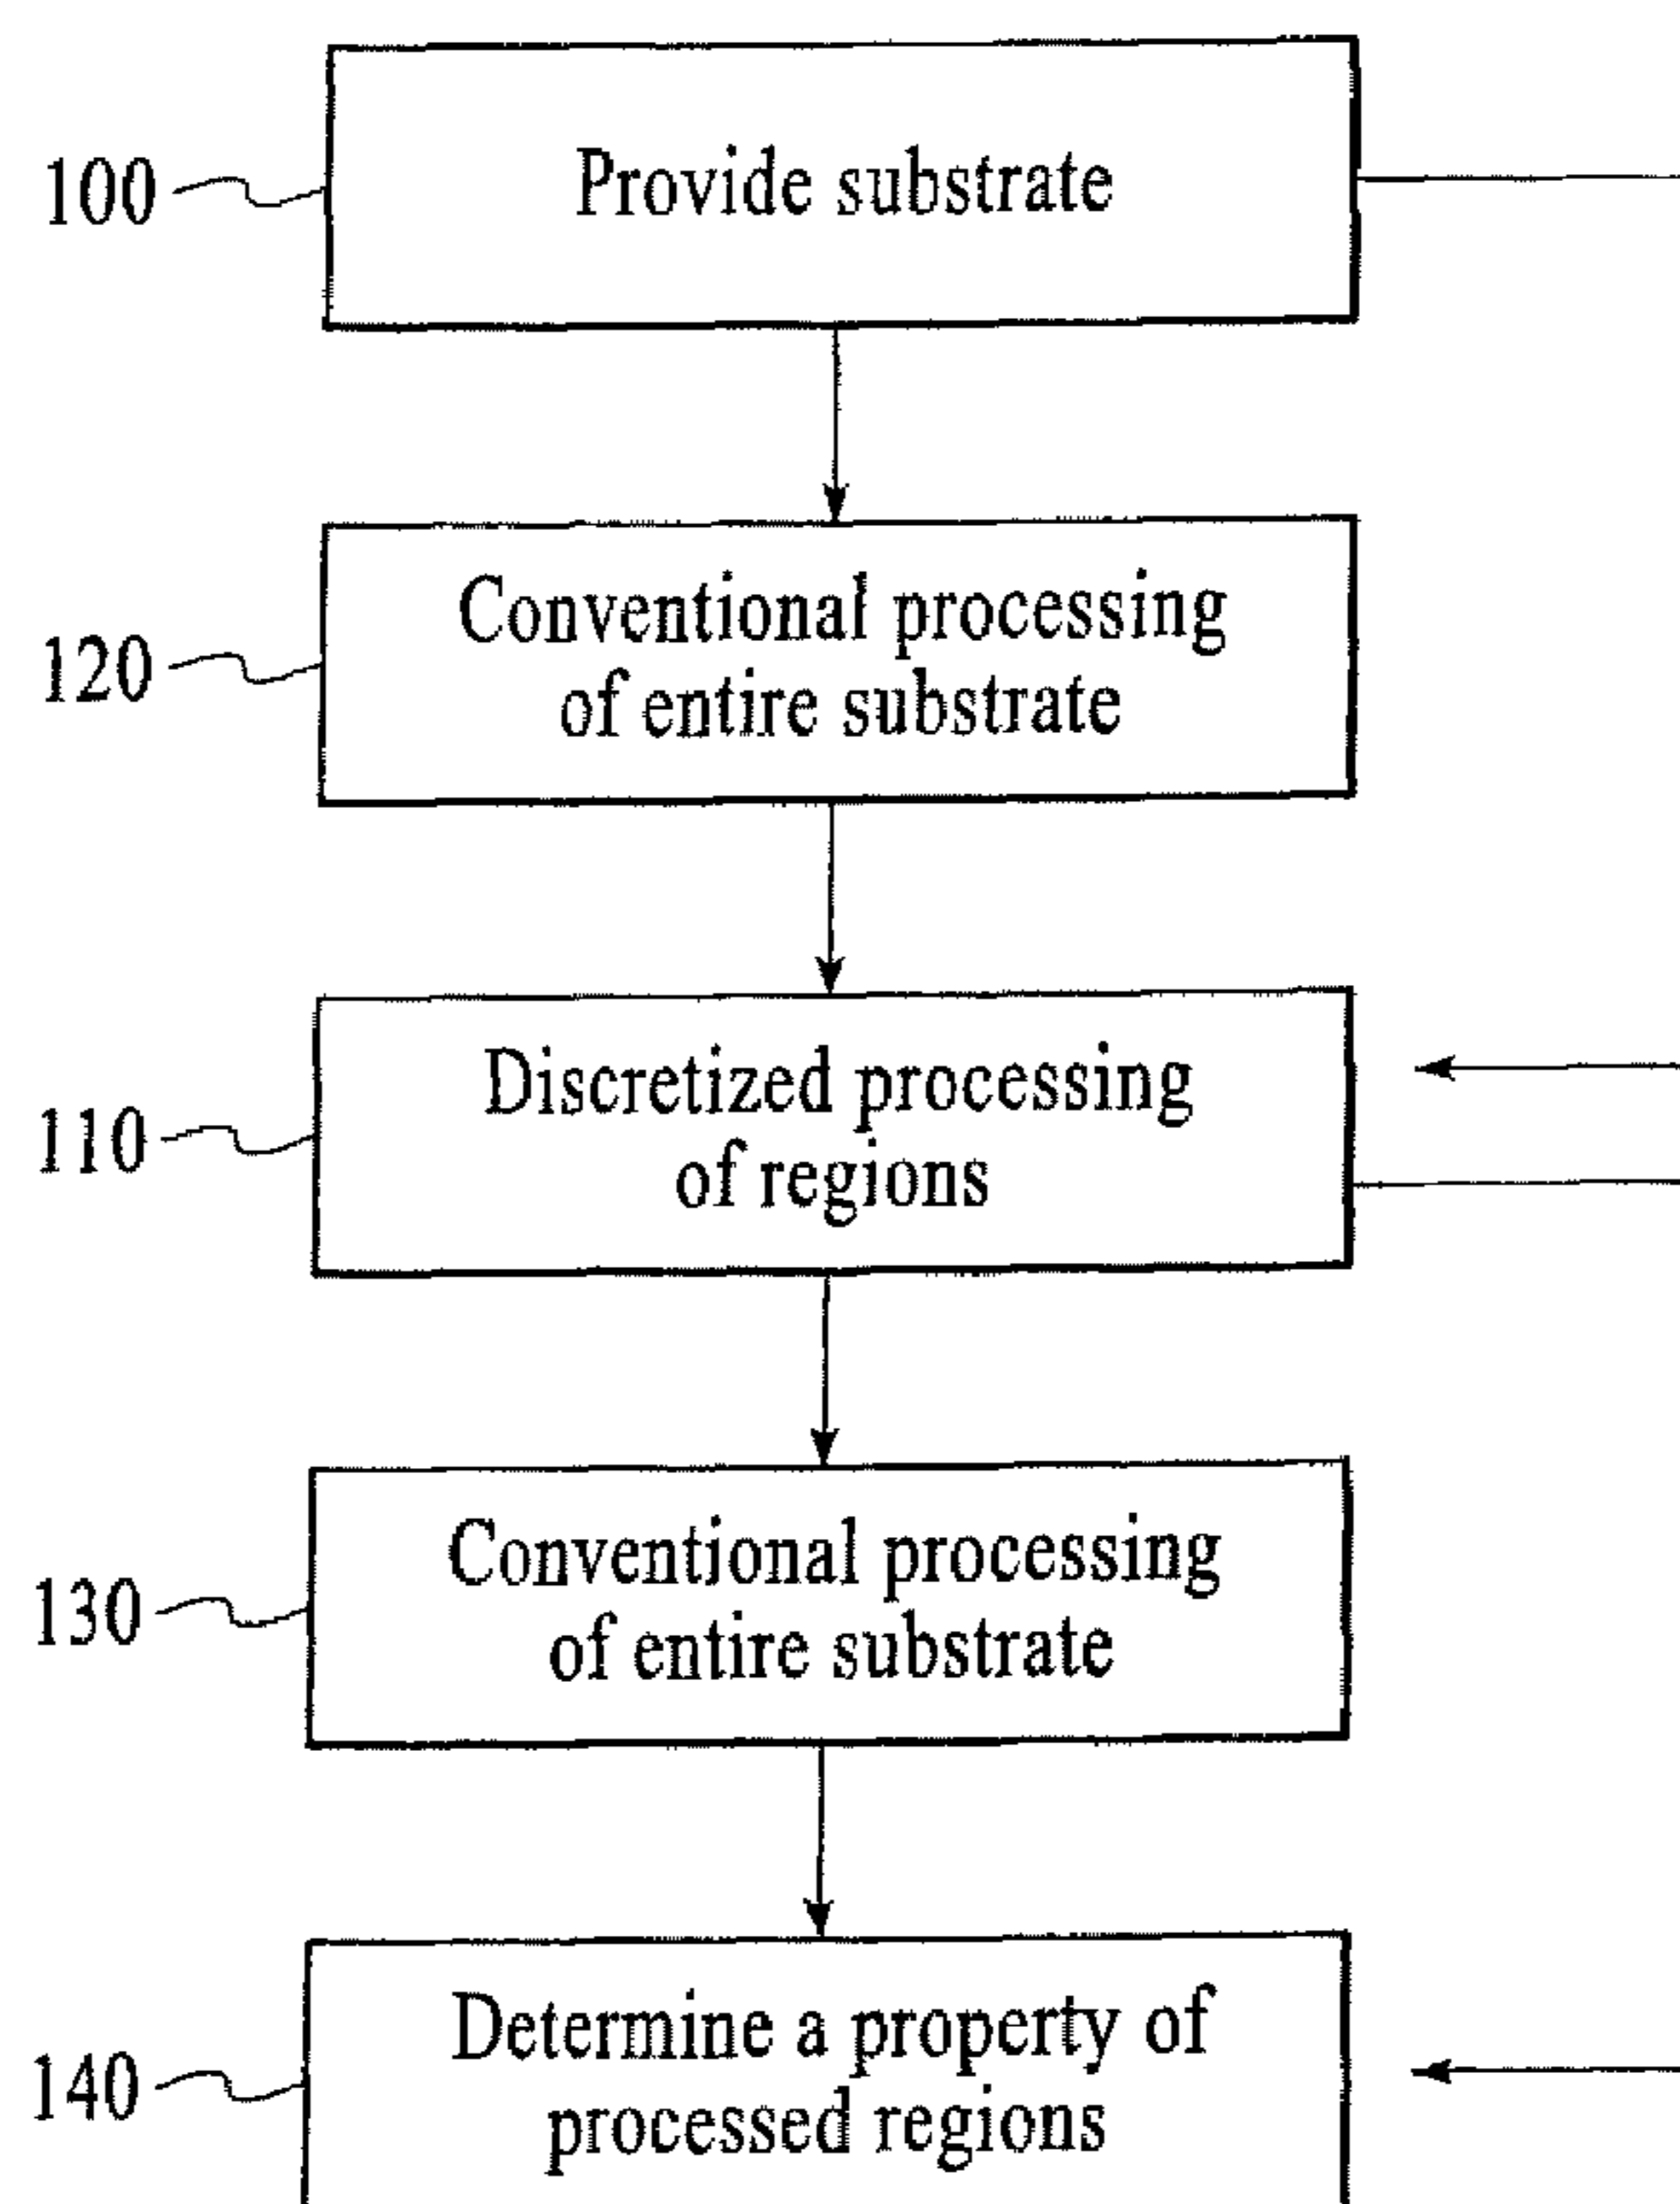 100
Provide substrate
120
Conventional processing
of entire substrate
110
Discretized processing
of regions
130
Conventional processing
of entire substrate
140
Determine a property of
processed regions